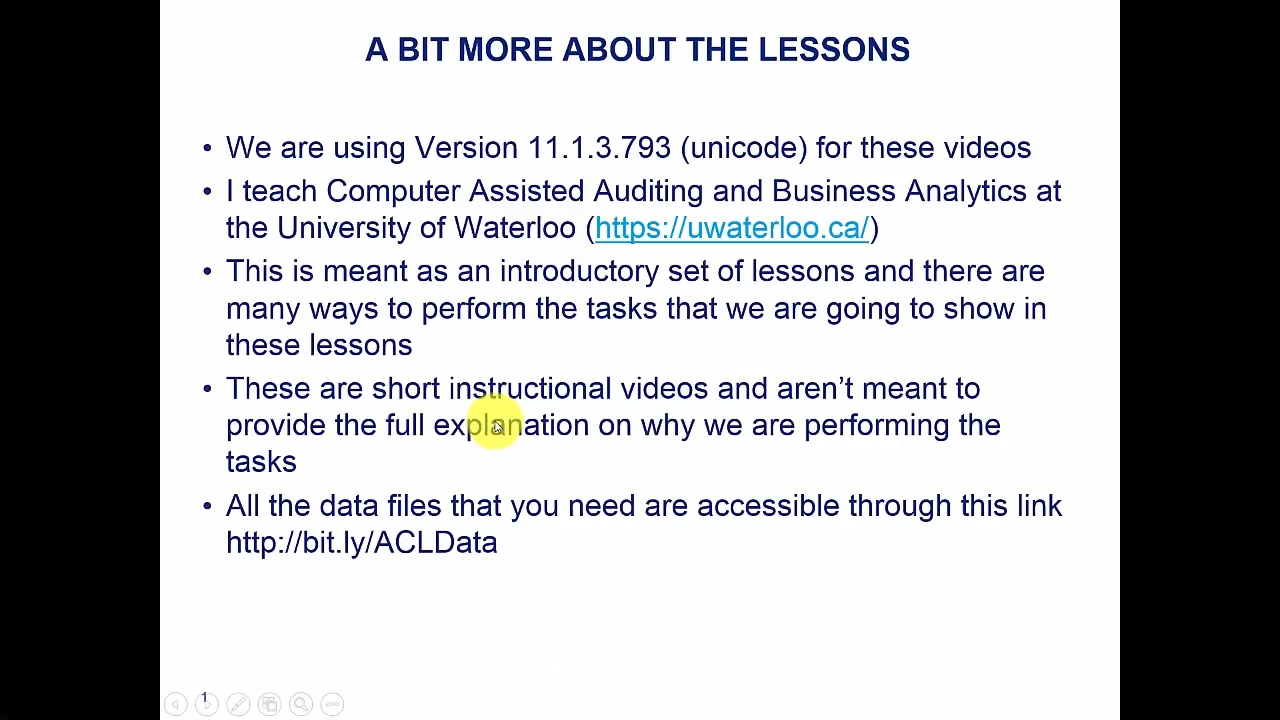 A BIT MORE ABOUT THE LESSONS
• We are using Version 11.1.3.793 (unicode) for these videos
• I teach Computer Assisted Auditing and Business Analytics at
the University of Waterloo (https://uwaterloo.ca/)
• This is meant as an introductory set of lessons and there are
many ways to perform the tasks that we are going to show in
these lessons
• These are short instructional videos and aren’t meant to
provide the full explanation on why we are performing the
tasks
• All the data files that you need are accessible through this link
http://bit.ly/ACLData
1